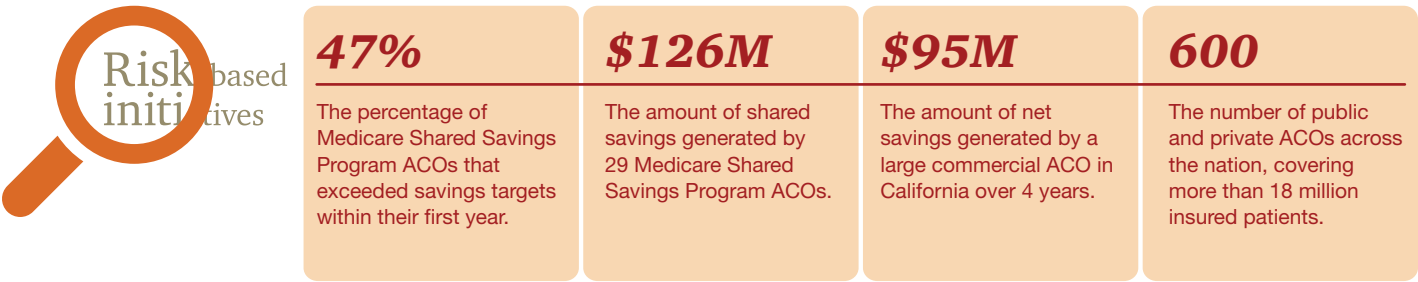 Risk-based
initiatives
47%
The percentage of
Medicare Shared Savings
Program ACOs that
exceeded savings targets
within their first year.
$126M
The amount of shared
savings generated by
29 Medicare Shared
Savings Program ACOs.
$95M
The amount of net
savings generated by a
large commercial ACO in
California over 4 years.
600
The number of public
and private ACOs across
the nation, covering
more than 18 million
insured patients.